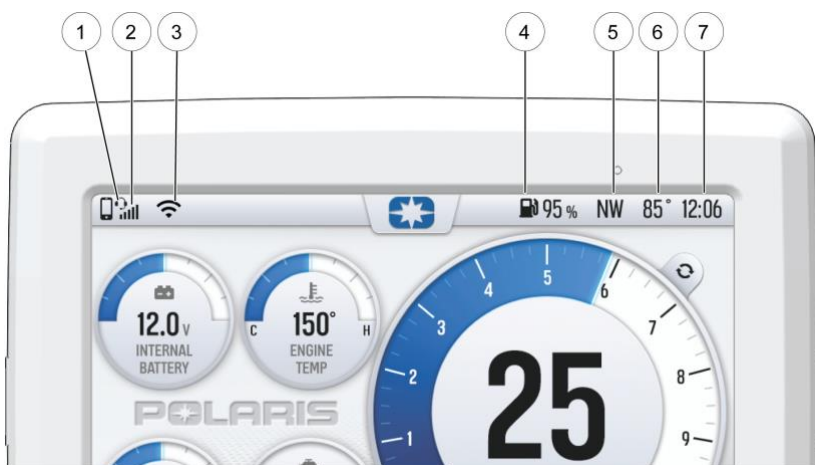 1 2 3 4 5 6 7
95 % NW 85° 12:06
12.0 V
INTERNAL
BATTERY
C 150° H
ENGINE
TEMP
POLARIS
1 2 3 4 5 6 7 8 9
25